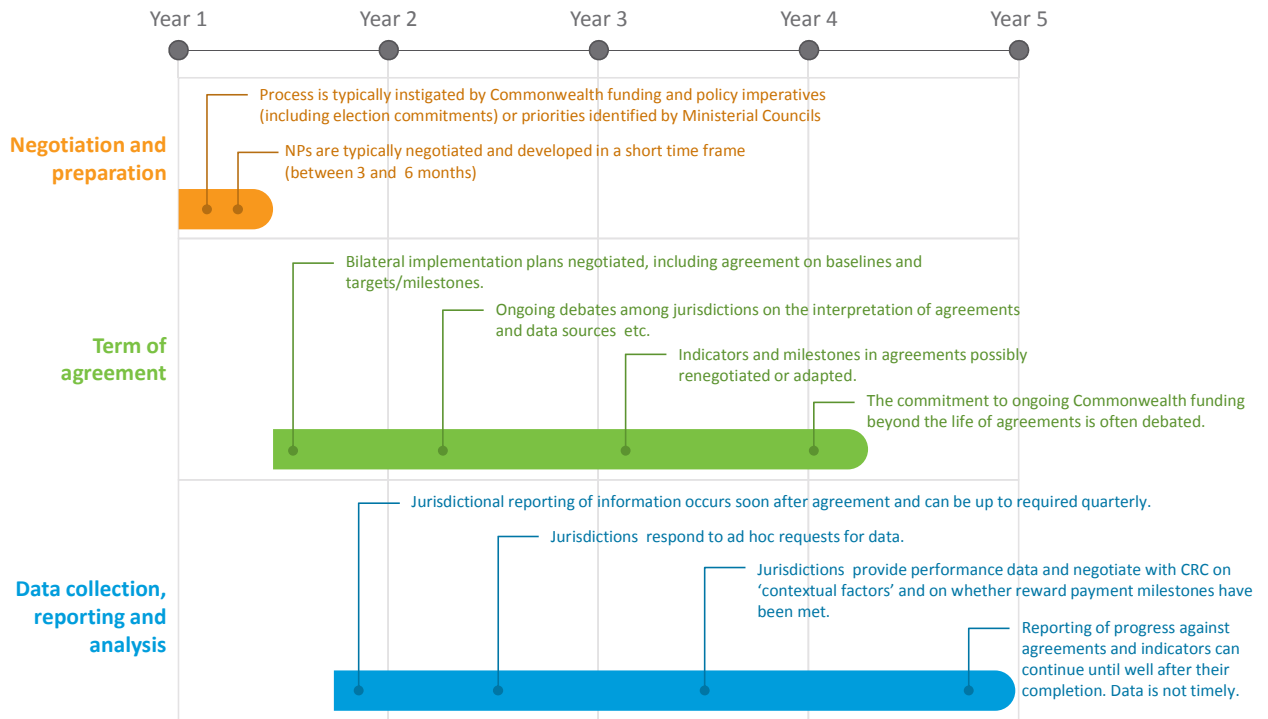 Year 1
Year 2
Year 3
Year 4
Year 5
Negotiation and
preparation
Process is typically instigated by Commonwealth funding and policy imperatives
(including election commitments) or priorities identified by Ministerial Councils
NPs are typically negotiated and developed in a short time frame
(between 3 and 6 months)
Term of
agreement
Bilateral implementation plans negotiated, including agreement on baselines and
targets/milestones.
Ongoing debates among jurisdictions on the interpretation of agreements
and data sources etc.
Indicators and milestones in agreements possibly
renegotiated or adapted.
The commitment to ongoing Commonwealth funding
beyond the life of agreements is often debated.
Data collection,
reporting and
analysis
Jurisdictional reporting of information occurs soon after agreement and can be up to required quarterly.
Jurisdictions respond to ad hoc requests for data.
Jurisdictions provide performance data and negotiate with CRC on
‘contextual factors’ and on whether reward payment milestones have
been met.
Reporting of progress against
agreements and indicators can
continue until well after their
completion. Data is not timely.